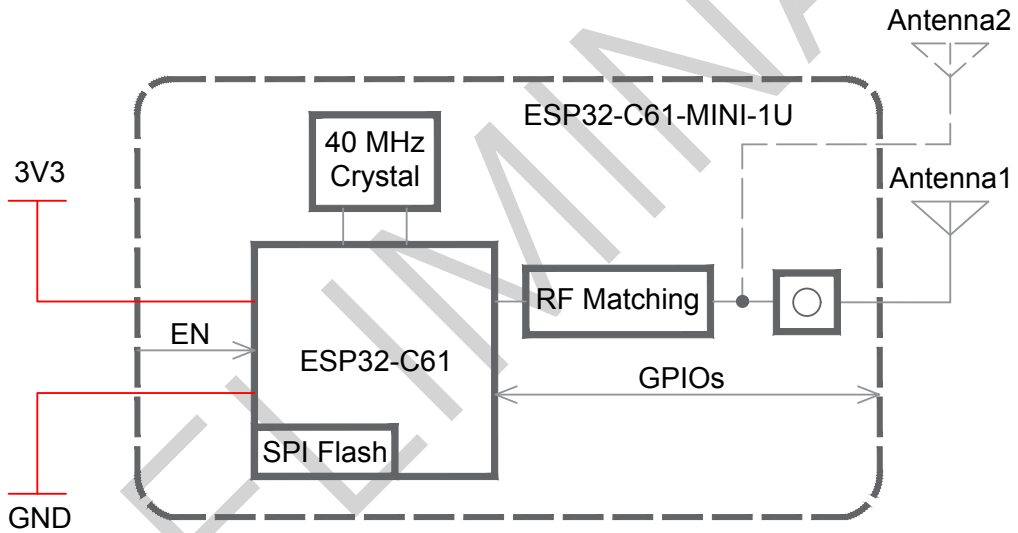 Antenna2
ESP32-C61-MINI-1U
40 MHz
Crystal
3V3
Antenna1
RF Matching
EN
ESP32-C61
GPIOs
SPI Flash
GND
ELIMINA